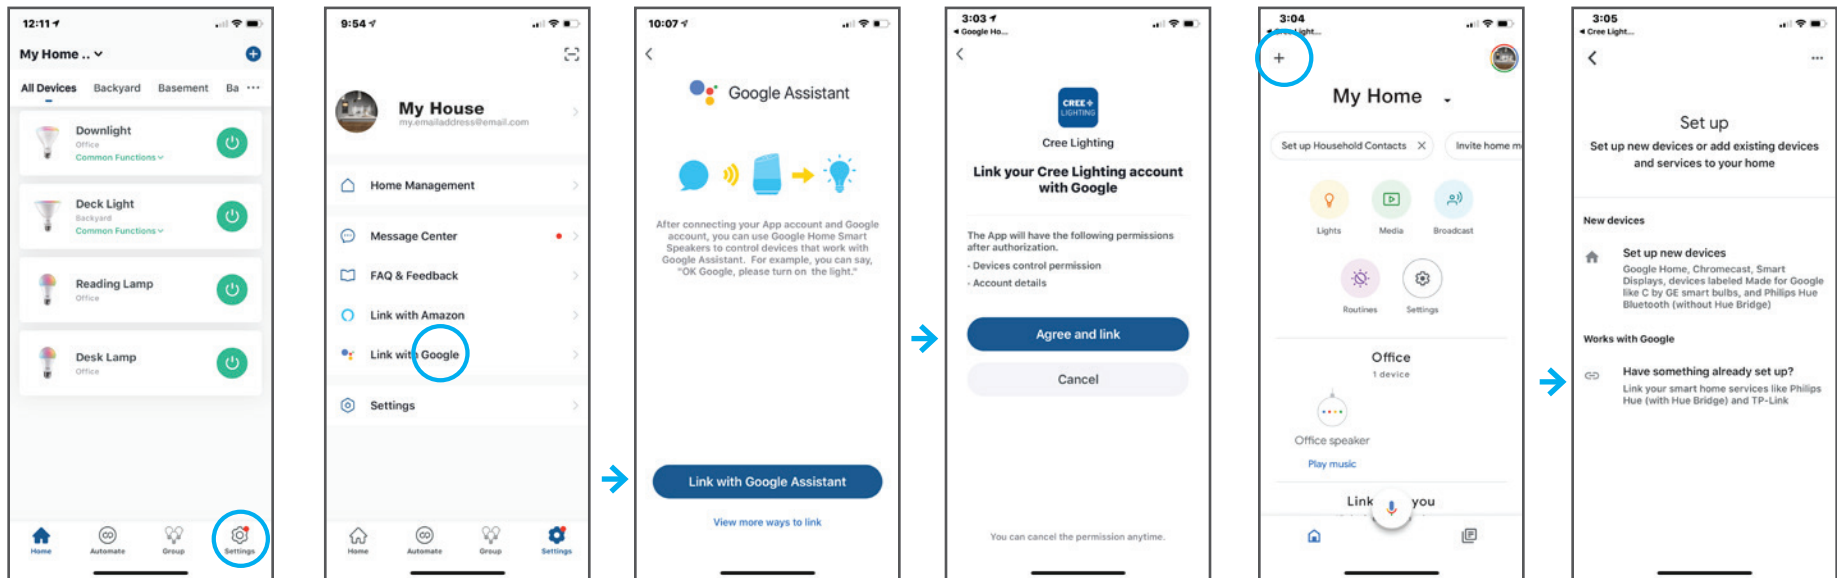 12:11
My Home ..
All Devices Backyard Basement Ba ...
Downlight
Office
Common Functions
Deck Light
Backyard
Common Functions
Reading Lamp
Office
Desk Lamp
Office
Home Automate Group Settings
9:54
My House
my.emailaddress@email.com
Home Management
Message Center
FAQ & Feedback
Link with Amazon
Link with Google
Settings
Home Automate Group Settings
10:07
Google Assistant
After connecting your App account and Google
account, you can use Google Home Smart
Speakers to control devices that work with
Google Assistant. For example, you can say,
"OK Google, please turn on the light."
Link with Google Assistant
View more ways to link
3:03
Google Ho...
CREE
LIGHTING
Cree Lighting
Link your Cree Lighting account
with Google
The App will have the following permissions
after authorization.
- Devices control permission
- Account details
Agree and link
Cancel
You can cancel the permission anytime.
3:04
Cree Light...
My Home
Set up Household Contacts X Invite home m
Lights Media Broadcast
Routines Settings
Office
1 device
Office speaker
Play music
Link you
3:05
Cree Light...
...
Set up
Set up new devices or add existing devices
and services to your home
New devices
Set up new devices
Google Home, Chromecast, Smart
Displays, devices labeled Made for Google
like C by GE smart bulbs, and Philips Hue
Bluetooth (without Hue Bridge)
Works with Google
Have something already set up?
Link your smart home services like Philips
Hue (with Hue Bridge) and TP-Link